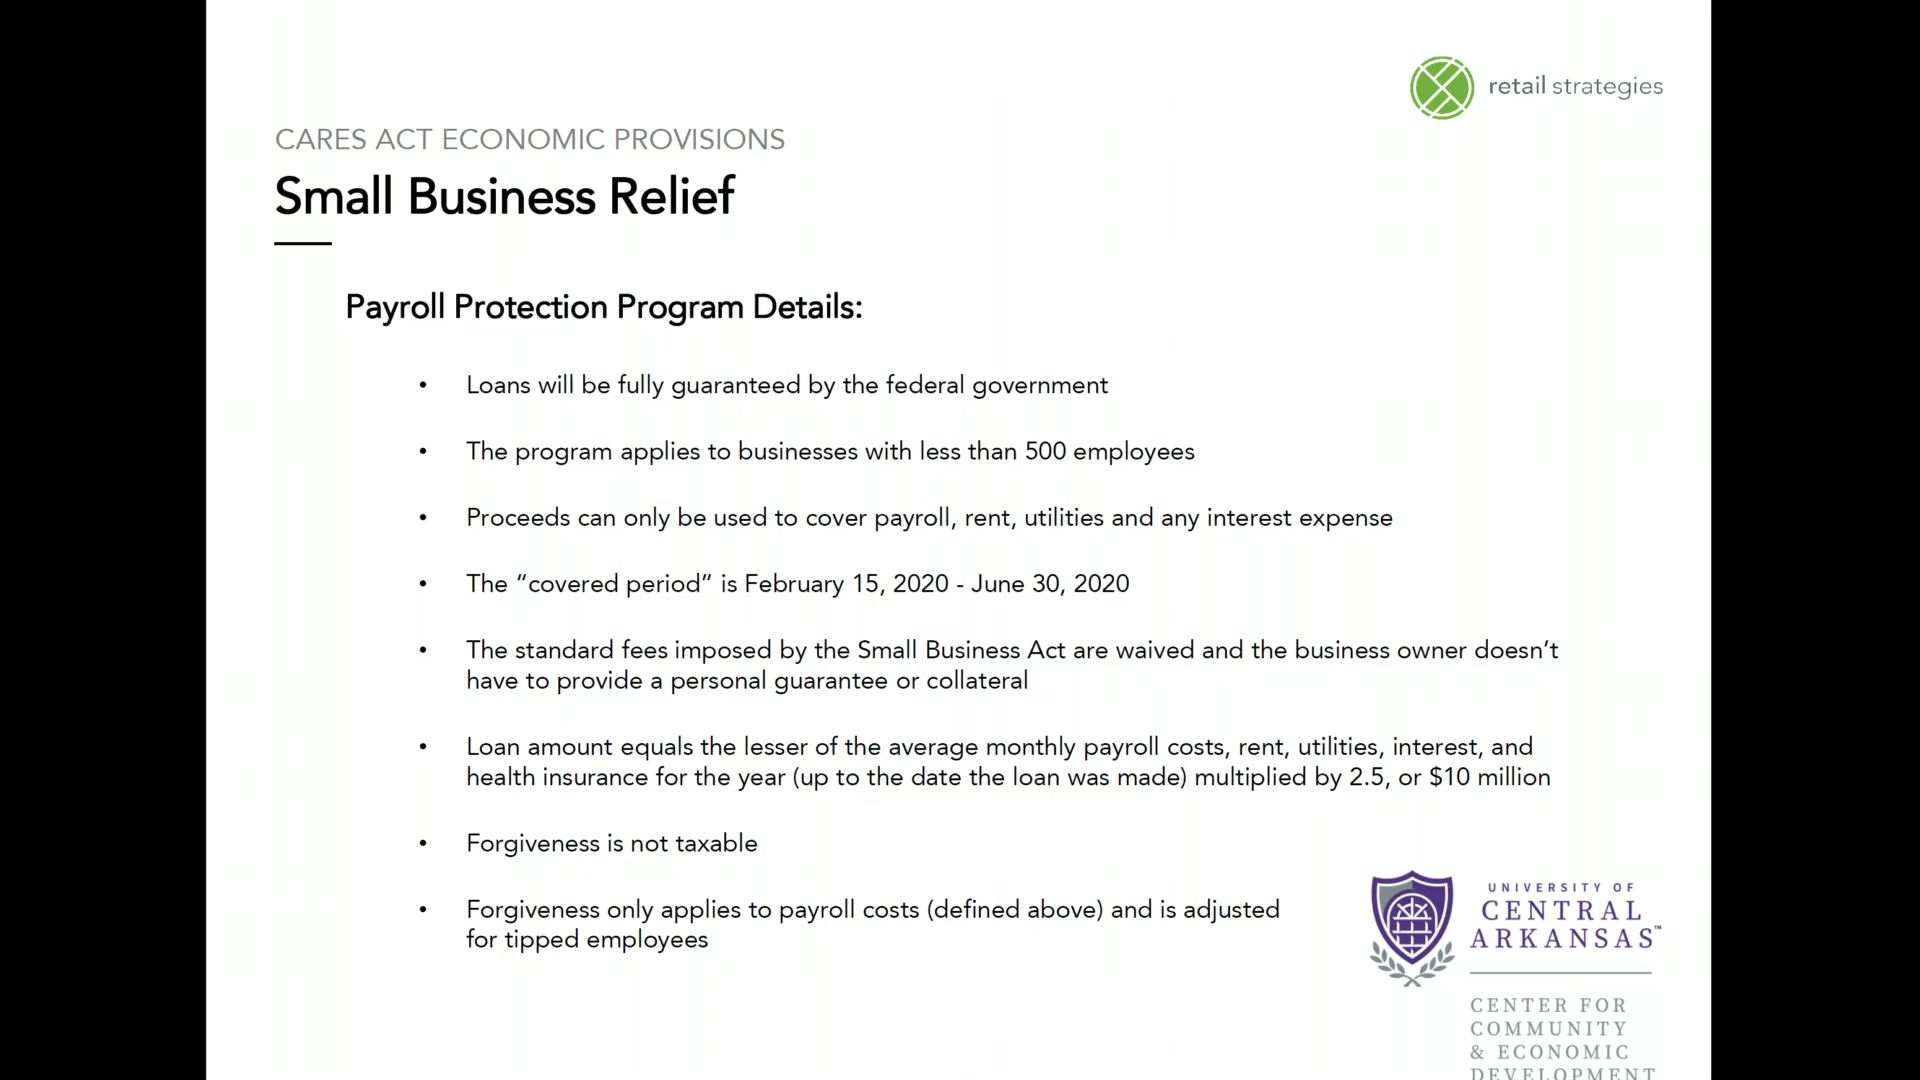 retail strategies
CARES ACT ECONOMIC PROVISIONS
Small Business Relief
Payroll Protection Program Details:
• Loans will be fully guaranteed by the federal government
• The program applies to businesses with less than 500 employees
• Proceeds can only be used to cover payroll, rent, utilities and any interest expense
• The “covered period” is February 15, 2020 - June 30, 2020
• The standard fees imposed by the Small Business Act are waived and the business owner doesn’t
have to provide a personal guarantee or collateral
• Loan amount equals the lesser of the average monthly payroll costs, rent, utilities, interest, and
health insurance for the year (up to the date the loan was made) multiplied by 2.5, or $10 million
• Forgiveness is not taxable
• Forgiveness only applies to payroll costs (defined above) and is adjusted
for tipped employees
UNIVERSITY OF
CENTRAL
ARKANSAS™
CENTER FOR
COMMUNITY
& ECONOMIC
DEVELOPMENT